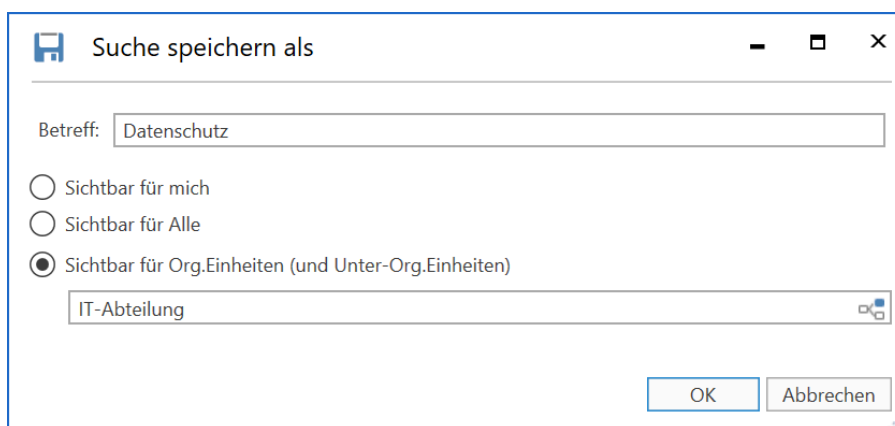 Suche speichern als
Betreff: Datenschutz
Sichtbar für mich
Sichtbar für Alle
Sichtbar für Org.Einheiten (und Unter-Org.Einheiten)
IT-Abteilung
OK Abbrechen